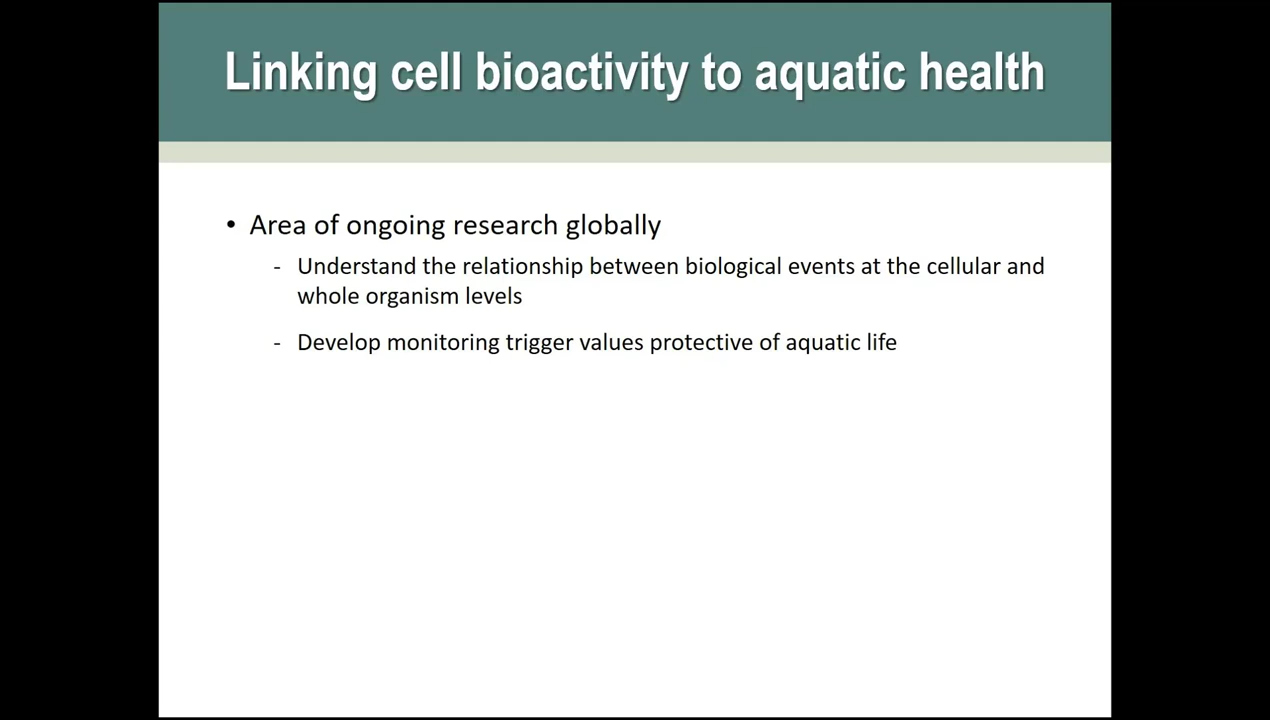 Linking cell bioactivity to aquatic health
• Area of ongoing research globally
- Understand the relationship between biological events at the cellular and
whole organism levels
- Develop monitoring trigger values protective of aquatic life